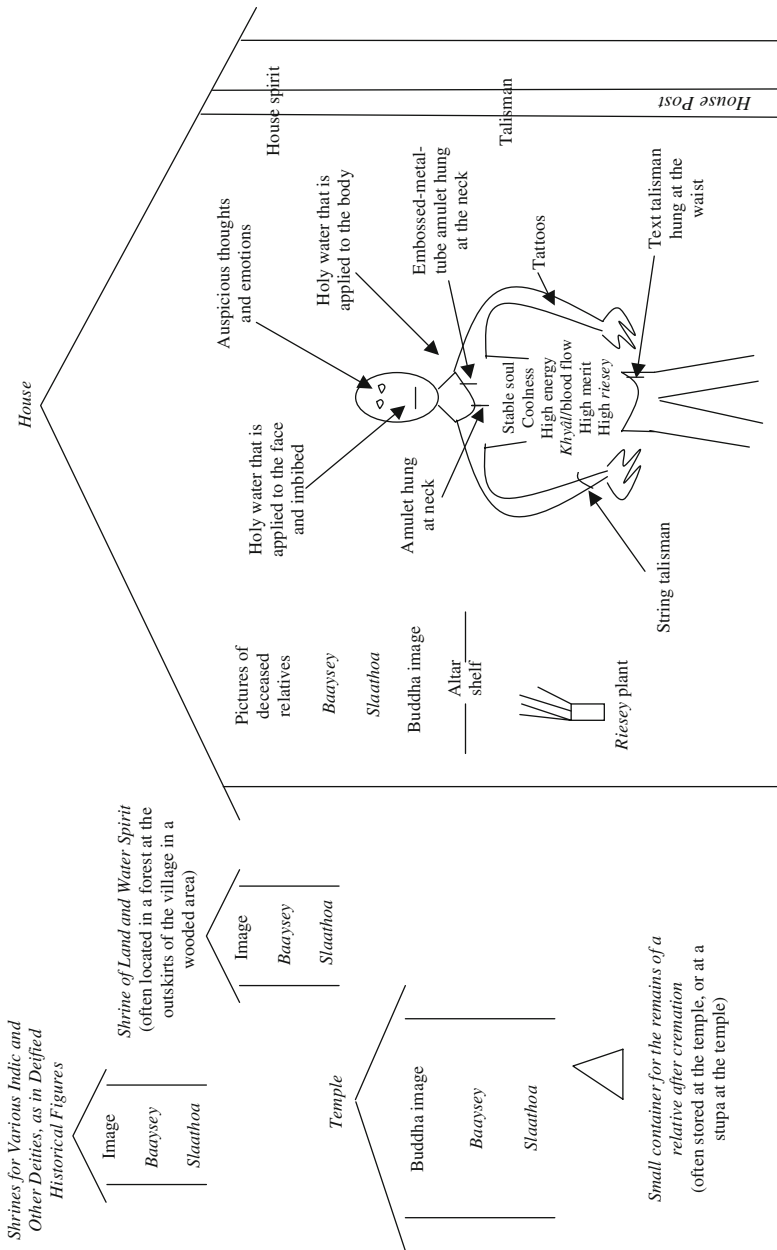 Shrines for Various Indic and
Other Deities, as in Deified
Historical Figures
Image
Baaysey
Slaathoa
Shrine of Land and Water Spirit
(often located in a forest at the
outskirts of the village in a
wooded area)
Image
Baaysey
Slaathoa
Temple
Buddha image
Baaysey
Slaathoa
Small container for the remains of a
relative after cremation
(often stored at the temple, or at a
stupa at the temple)
House
Pictures of
deceased
relatives
Baaysey
Slaathoa
Buddha image
Altar
shelf
Riesey plant
Auspicious thoughts
and emotions
Holy water that is
applied to the face
and imbibed
Holy water that is
applied to the body
Amulet hung
at neck
Embossed-metal-
tube amulet hung
at the neck
Stable soul
Coolness
High energy
Khyâl/blood flow
High merit
High riesey
Tattoos
String talisman
Text talisman
hung at the
waist
House spirit
Talisman
House Post